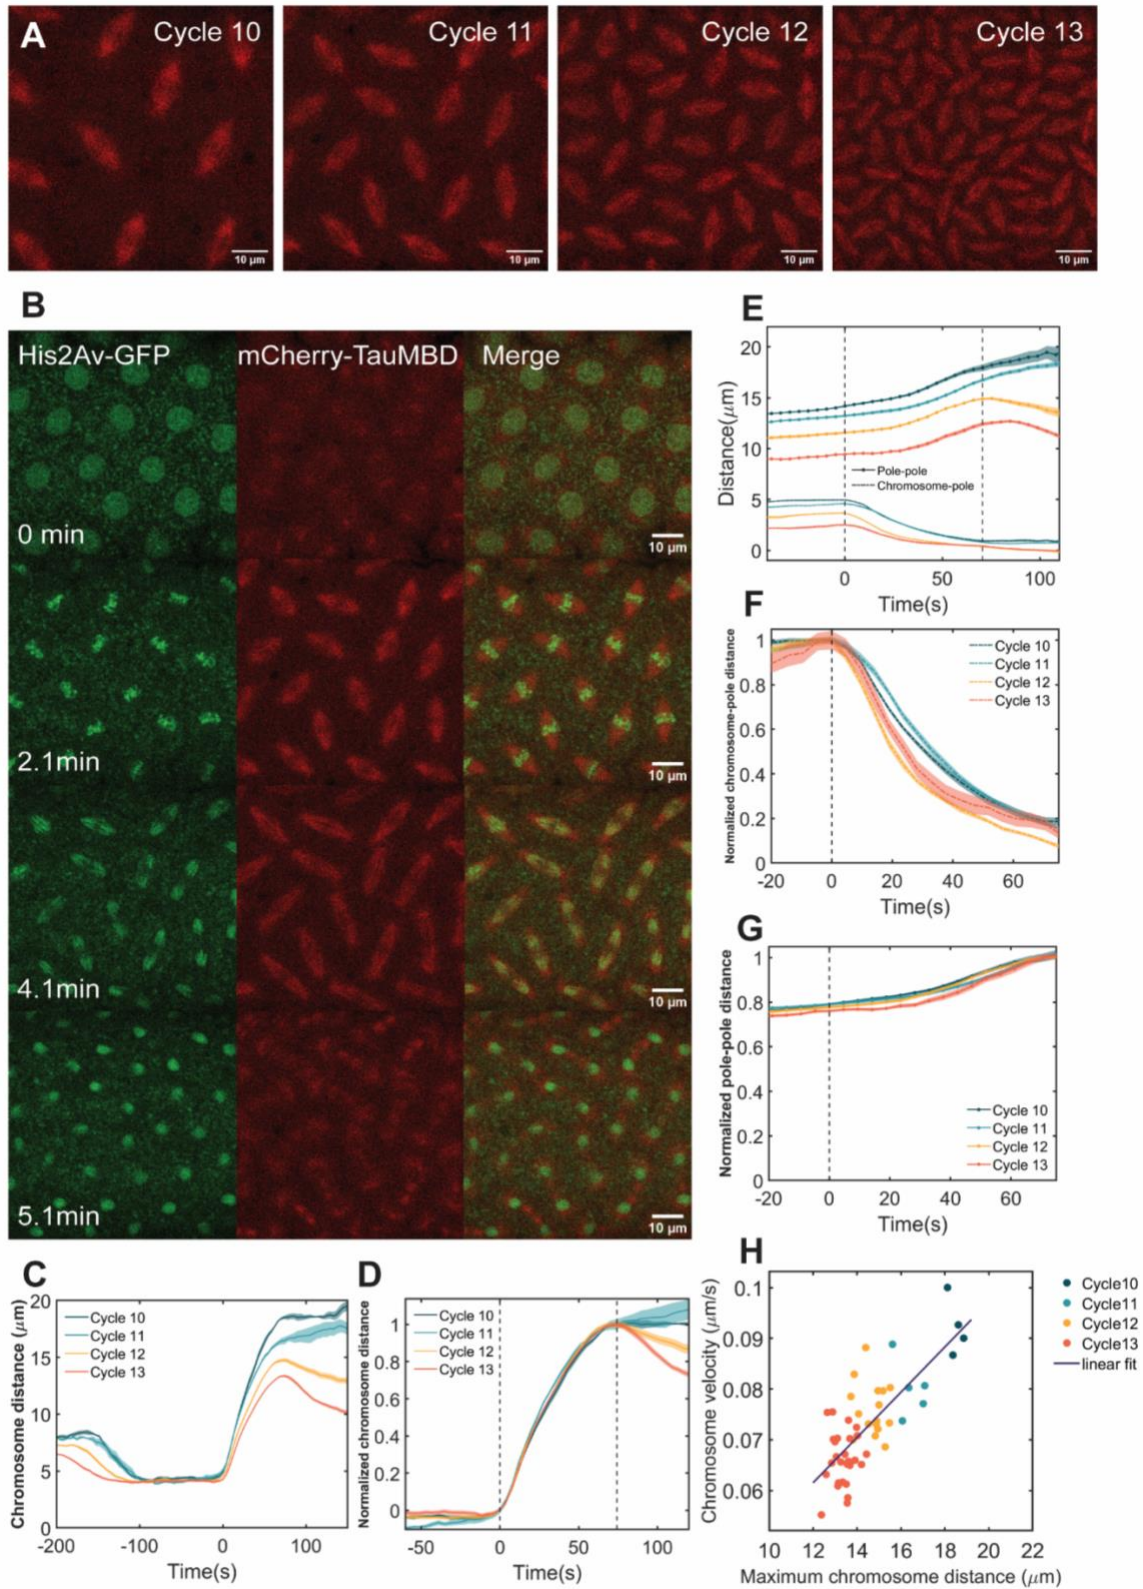 A
Cycle 10
Cycle 11
Cycle 12
Cycle 13
10 μm
10 μm
10 μm
10 μm
B
His2Av-GFP
mCherry-TauMBD
Merge
0 min
10 μm
2.1min
10 μm
4.1min
10 μm
5.1min
10 μm
E
Distance(μm)
20
15
10
5
0
Pole-pole
Chromosome-pole
0
50
100
Time(s)
F
Normalized chromosome-pole distance
1
0.8
0.6
0.4
0.2
0
Cycle 10
Cycle 11
Cycle 12
Cycle 13
-20
0
20
40
60
Time(s)
G
Normalized pole-pole distance
1
0.8
0.6
0.4
0.2
0
Cycle 10
Cycle 11
Cycle 12
Cycle 13
-20
0
20
40
60
Time(s)
C
Chromosome distance (μm)
20
15
10
5
0
Cycle 10
Cycle 11
Cycle 12
Cycle 13
-200
-100
0
100
Time(s)
D
Normalized chromosome distance
1
0.8
0.6
0.4
0.2
0
Cycle 10
Cycle 11
Cycle 12
Cycle 13
-50
0
50
100
Time(s)
H
Chromosome velocity (μm/s)
0.1
0.09
0.08
0.07
0.06
10
12
14
16
18
20
22
Maximum chromosome distance (μm)
Cycle10
Cycle11
Cycle12
Cycle13
linear fit